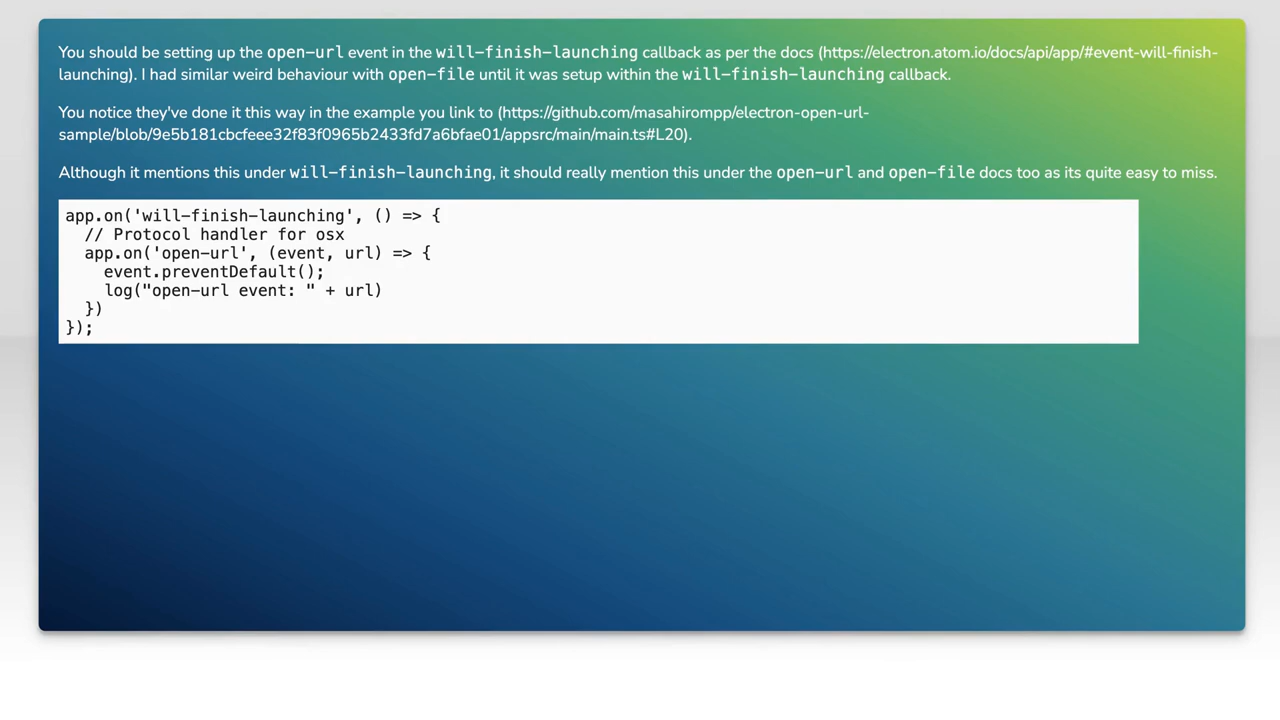 You should be setting up the open-url event in the will-finish-launching callback as per the docs (https://electron.atom.io/docs/api/app/#event-will-finish-
launching). I had similar weird behaviour with open-file until it was setup within the will-finish-launching callback.
You notice they've done it this way in the example you link to (https://github.com/masahirompp/electron-open-url-
sample/blob/9e5b181cbcfeee32f83f0965b2433fd7a6bfae01/appsrc/main/main.ts#L20).
Although it mentions this under will-finish-launching, it should really mention this under the open-url and open-file docs too as its quite easy to miss.
app.on('will-finish-launching', () => {
  // Protocol handler for osx
  app.on('open-url', (event, url) => {
    event.preventDefault();
    log("open-url event: " + url)
  })
});